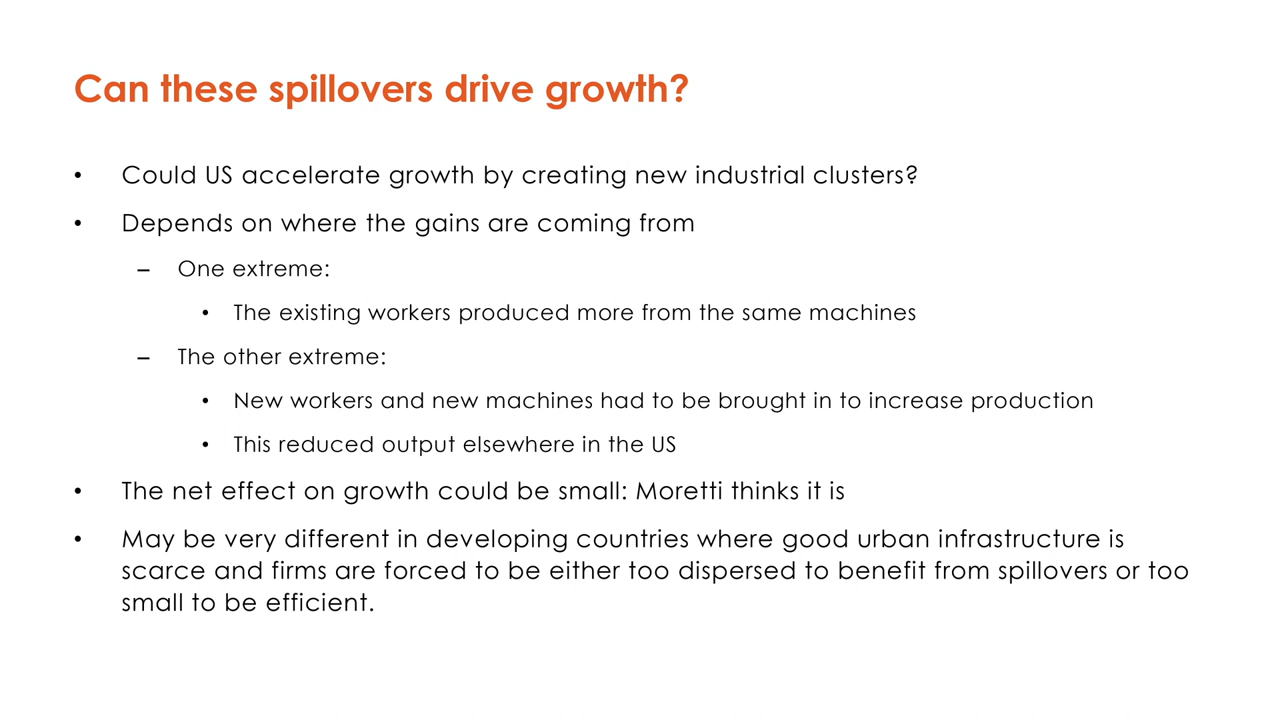 Can these spillovers drive growth?
• Could US accelerate growth by creating new industrial clusters?
• Depends on where the gains are coming from
– One extreme:
• The existing workers produced more from the same machines
– The other extreme:
• New workers and new machines had to be brought in to increase production
• This reduced output elsewhere in the US
• The net effect on growth could be small: Moretti thinks it is
• May be very different in developing countries where good urban infrastructure is
scarce and firms are forced to be either too dispersed to benefit from spillovers or too
small to be efficient.